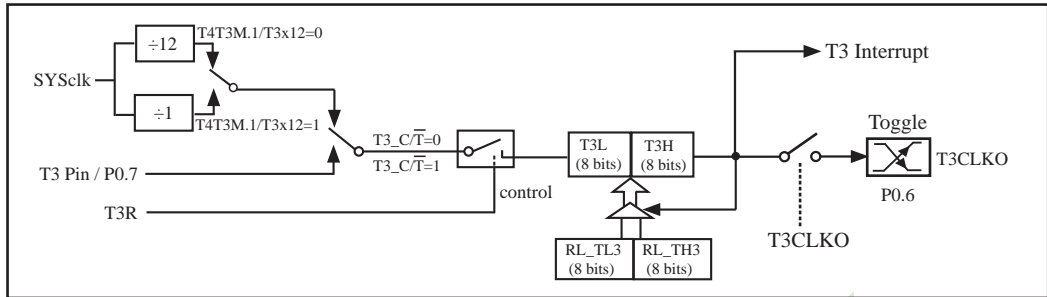 ÷12
T4T3M.1/T3x12=0
SYSclk
÷1
T4T3M.1/T3x12=1
T3_C/T̅=0
T3_C/T̅=1
T3 Pin / P0.7
T3R
control
T3L
(8 bits)
T3H
(8 bits)
RL_TL3
(8 bits)
RL_TH3
(8 bits)
T3 Interrupt
Toggle
T3CLKO
P0.6
T3CLKO